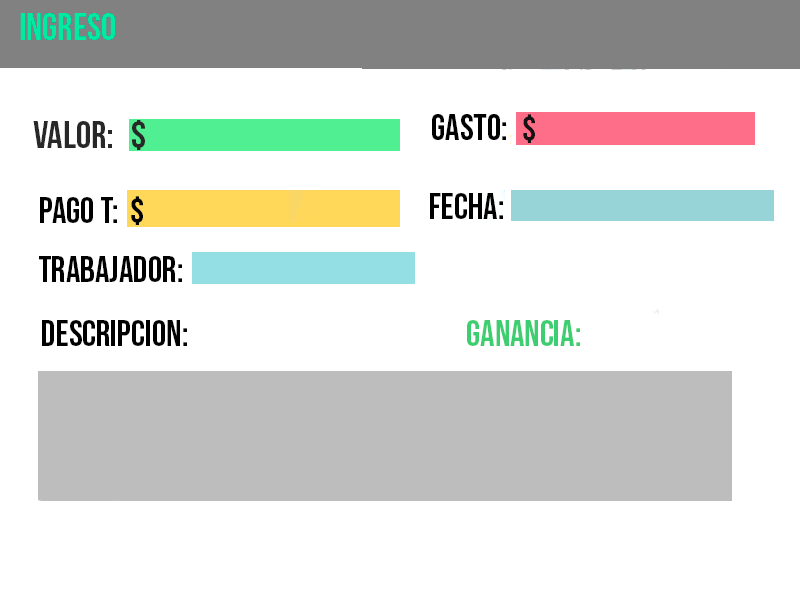 INGRESO
VALOR: $
GASTO: $
PAGO T: $
FECHA:
TRABAJADOR:
DESCRIPCION:
GANANCIA: